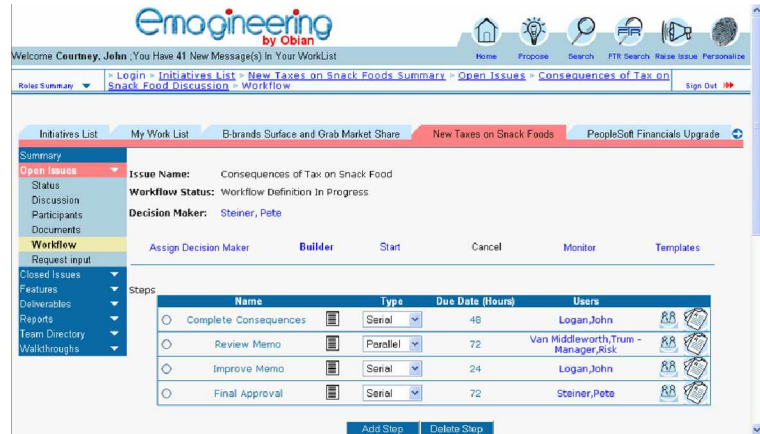 Emogineering
by Obian
Home Propose Search FTR Search Raise Issue Personalize
Welcome Courtney, John ;You Have 41 New Message(s) In Your WorkList
Roles Summary
» Login » Initiatives List » New Taxes on Snack Foods Summary » Open Issues » Consequences of Tax on
Snack Food Discussion » Workflow
Sign Out
Initiatives List My Work List B-brands Surface and Grab Market Share New Taxes on Snack Foods PeopleSoft Financials Upgrade
Summary
Open Issues
Status
Discussion
Participants
Documents
Workflow
Request input
Closed Issues
Features
Deliverables
Reports
Team Directory
Walkthroughs
Issue Name: Consequences of Tax on Snack Food
Workflow Status: Workflow Definition In Progress
Decision Maker: Steiner, Pete
Assign Decision Maker Builder Start Cancel Monitor Templates
Steps
Name Type Due Date (Hours) Users
Complete Consequences Serial 48 Logan,John
Review Memo Parallel 72 Van Middleworth,Trum -
Manager,Risk
Improve Memo Serial 24 Logan,John
Final Approval Serial 72 Steiner,Pete
Add Step Delete Step